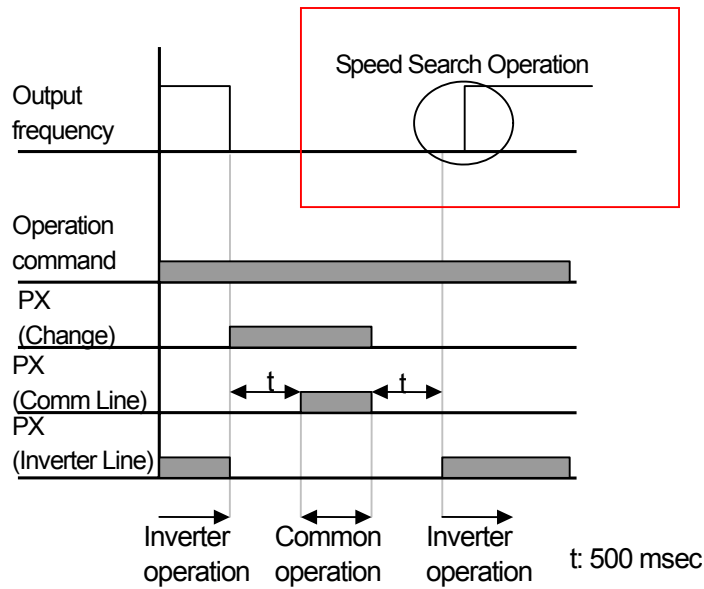 Speed Search Operation
Output
frequency
Operation
command
PX
(Change)
PX
(Comm Line)
t
t
PX
(Inverter Line)
Inverter
operation
Common
operation
Inverter
operation
t: 500 msec